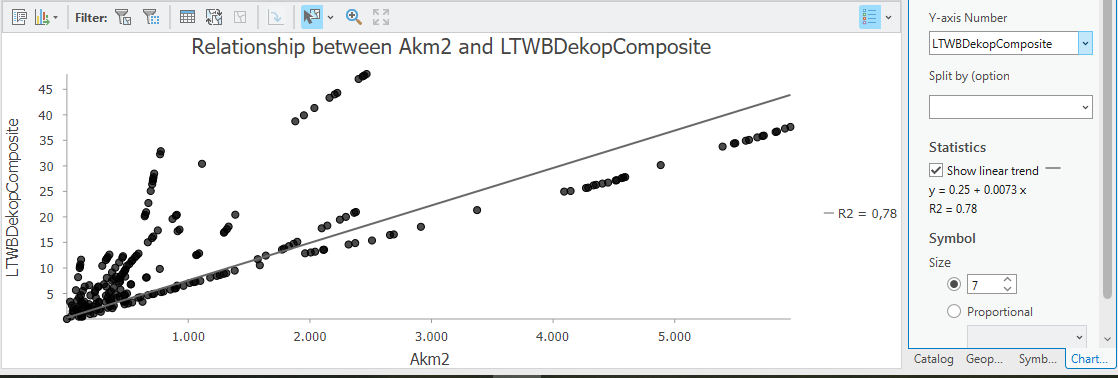 Filter:
Relationship between Akm2 and LTWBDekopComposite
LTWBDekopComposite
45
40
35
30
25
20
15
10
5
1.000
2.000
3.000
4.000
5.000
Akm2
R2 = 0,78
Y-axis Number
LTWBDekopComposite
Split by (option
Statistics
Show linear trend
y = 0.25 + 0.0073 x
R2 = 0.78
Symbol
Size
7
Proportional
Catalog
Geop...
Symb...
Chart...